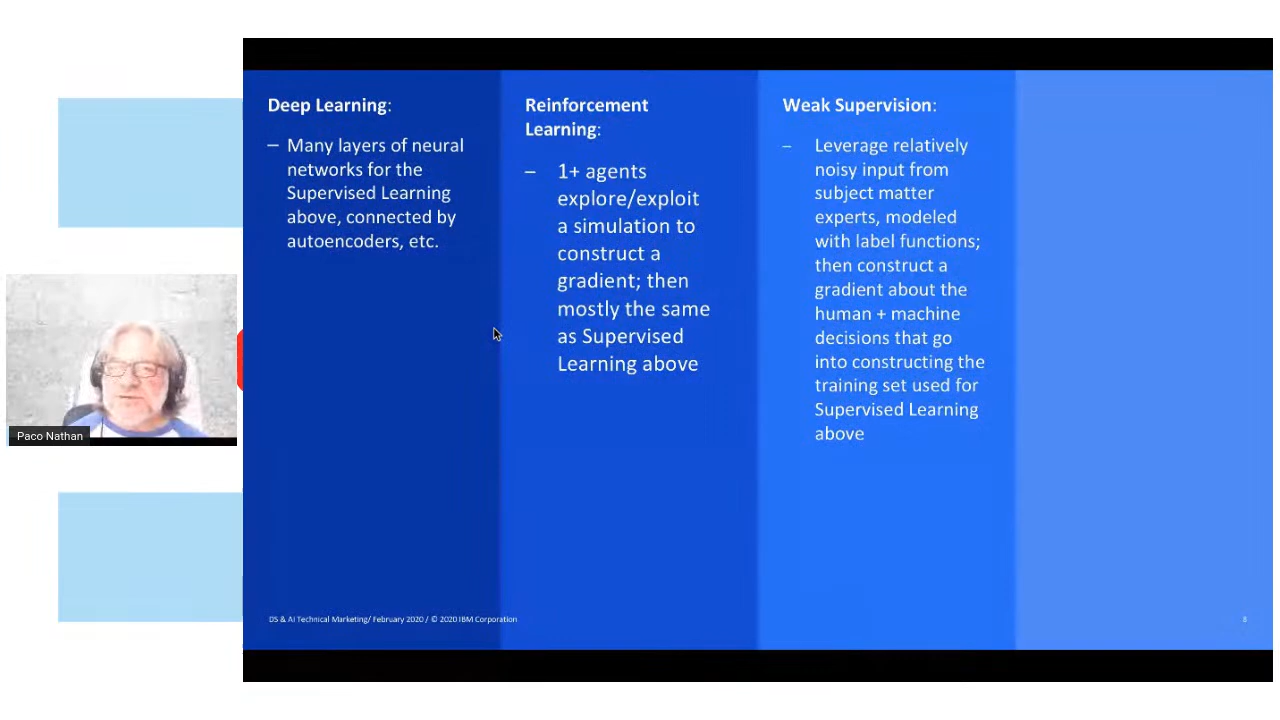 Deep Learning:
– Many layers of neural
networks for the
Supervised Learning
above, connected by
autoencoders, etc.
Reinforcement
Learning:
– 1+ agents
explore/exploit
a simulation to
construct a
gradient; then
mostly the same
as Supervised
Learning above
Weak Supervision:
– Leverage relatively
noisy input from
subject matter
experts, modeled
with label functions;
then construct a
gradient about the
human + machine
decisions that go
into constructing the
training set used for
Supervised Learning
above
Paco Nathan
DS & AI Technical Marketing/ February 2020 / © 2020 IBM Corporation
8